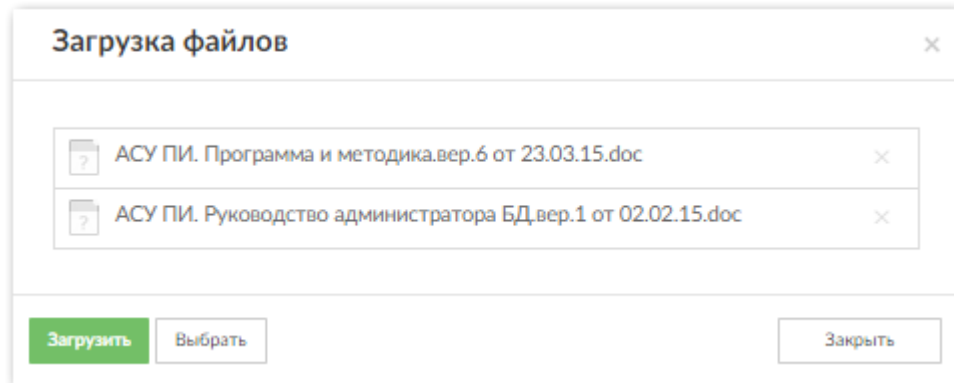 Загрузка файлов
АСУ ПИ. Программа и методика.вер.6 от 23.03.15.doc
АСУ ПИ. Руководство администратора БД.вер.1 от 02.02.15.doc
Загрузить Выбрать Закрыть